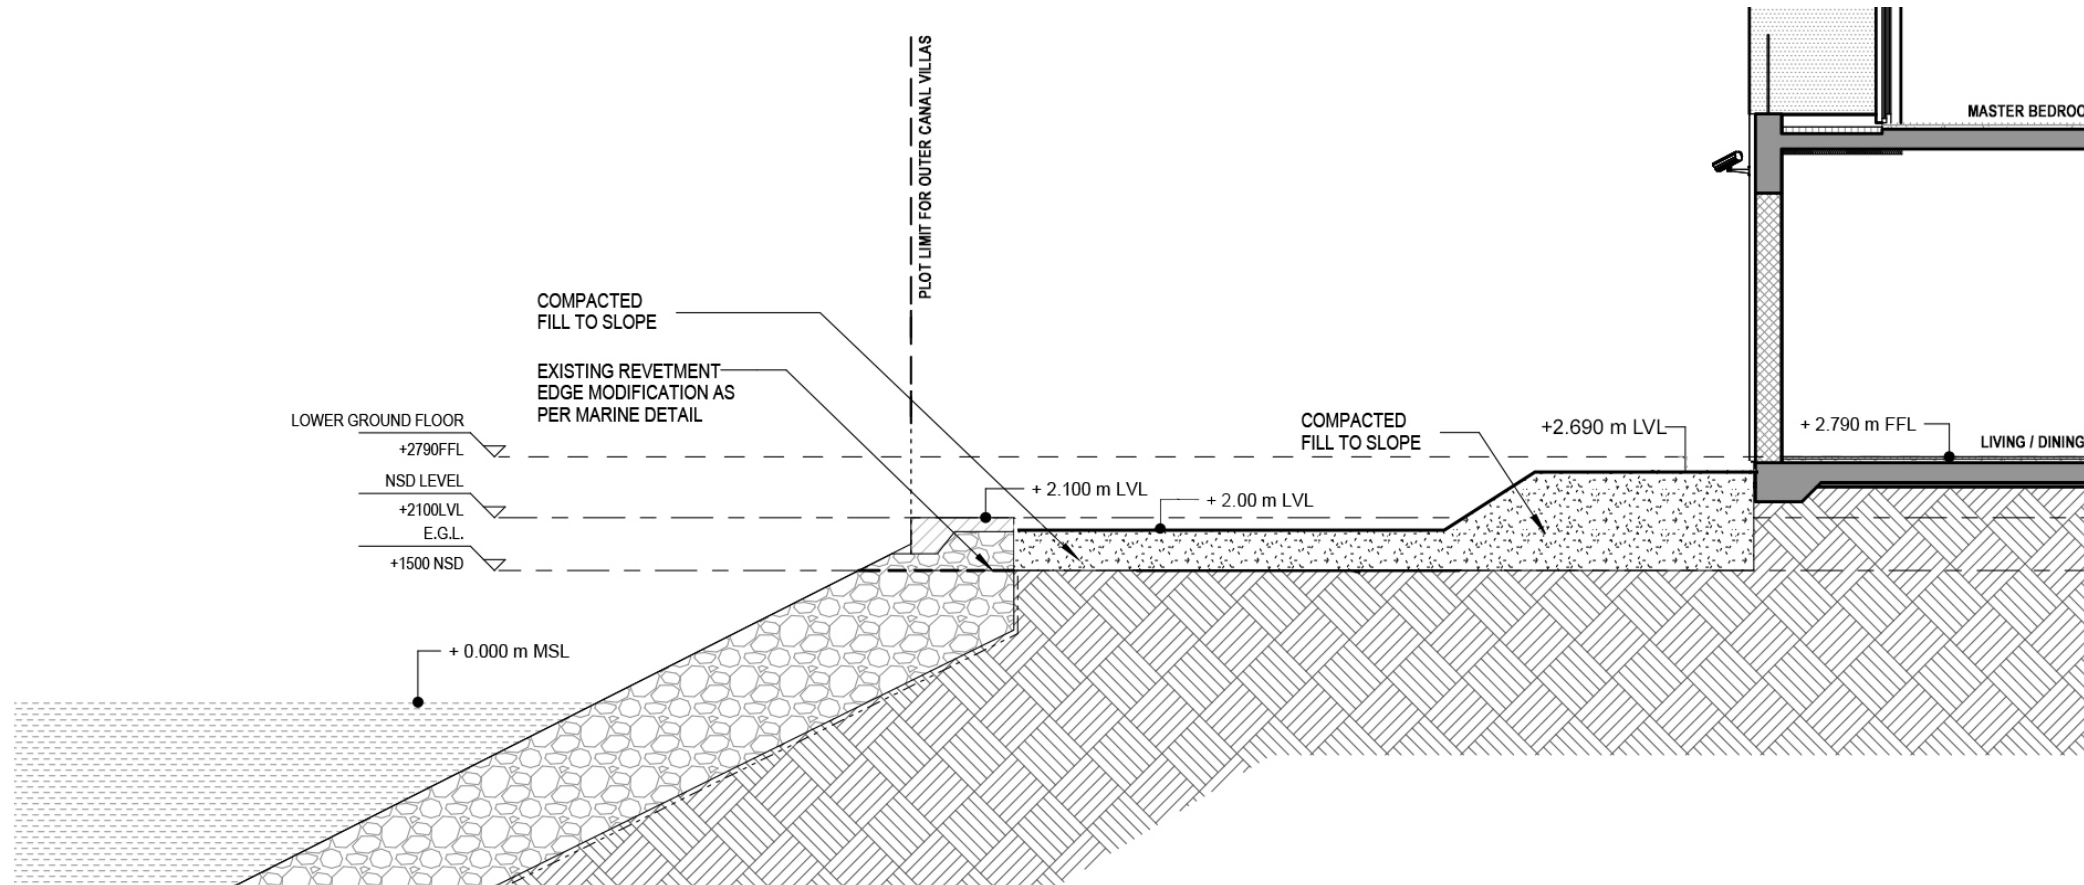 PLOT LIMIT FOR OUTER CANAL VILLAS
MASTER BEDROO
COMPACTED
FILL TO SLOPE
EXISTING REVETMENT
EDGE MODIFICATION AS
PER MARINE DETAIL
LOWER GROUND FLOOR
+2790FFL
NSD LEVEL
+2100LVL
E.G.L.
+1500 NSD
+ 0.000 m MSL
+ 2.100 m LVL
+ 2.00 m LVL
COMPACTED
FILL TO SLOPE
+2.690 m LVL
+ 2.790 m FFL
LIVING / DINING